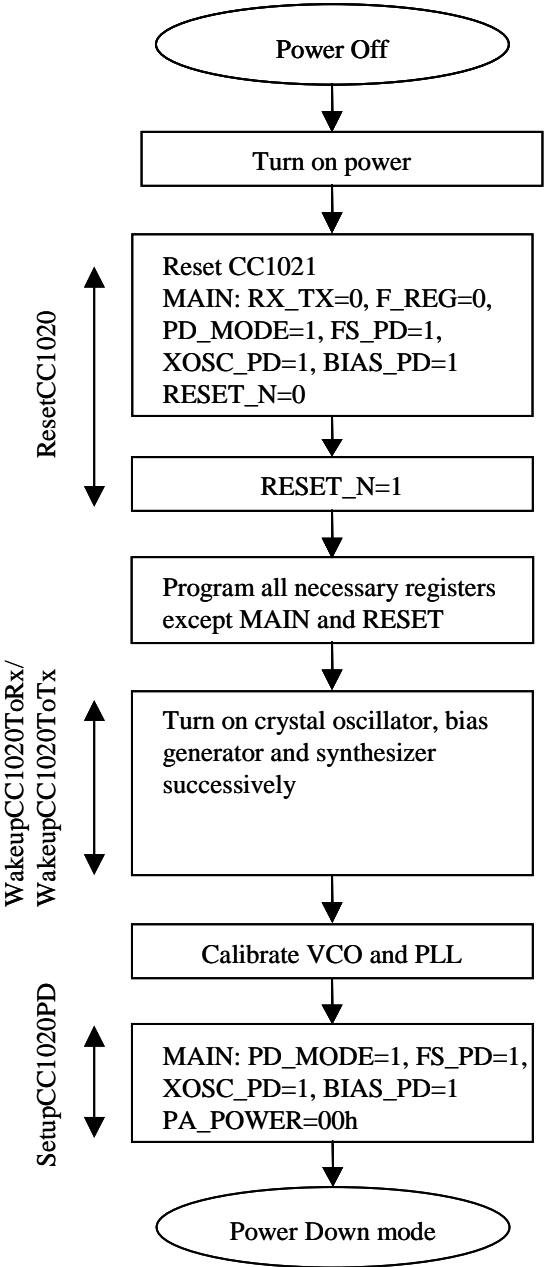 Power Off
Turn on power
ResetCC1020
Reset CC1021
MAIN: RX_TX=0, F_REG=0,
PD_MODE=1, FS_PD=1,
XOSC_PD=1, BIAS_PD=1
RESET_N=0
RESET_N=1
Program all necessary registers
except MAIN and RESET
WakeupCC1020ToRx/
WakeupCC1020ToTx
Turn on crystal oscillator, bias
generator and synthesizer
successively
Calibrate VCO and PLL
SetupCC1020PD
MAIN: PD_MODE=1, FS_PD=1,
XOSC_PD=1, BIAS_PD=1
PA_POWER=00h
Power Down mode